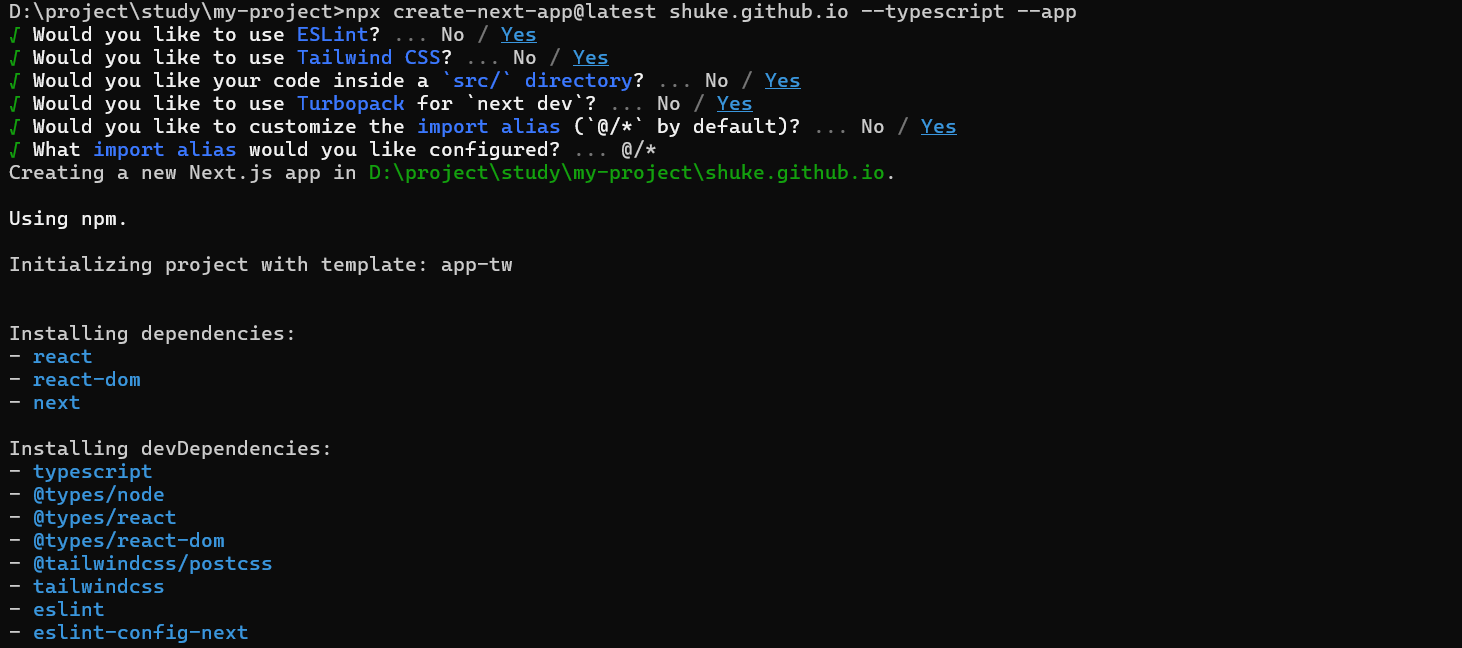 D:\project\study\my-project>npx create-next-app@latest shuke.github.io --typescript --app
√ Would you like to use ESLint? ... No / Yes
√ Would you like to use Tailwind CSS? ... No / Yes
√ Would you like your code inside a `src/` directory? ... No / Yes
√ Would you like to use Turbopack for `next dev`? ... No / Yes
√ Would you like to customize the import alias (`@/*` by default)? ... No / Yes
√ What import alias would you like configured? ... @/*
Creating a new Next.js app in D:\project\study\my-project\shuke.github.io.
Using npm.
Initializing project with template: app-tw
Installing dependencies:
- react
- react-dom
- next
Installing devDependencies:
- typescript
- @types/node
- @types/react
- @types/react-dom
- @tailwindcss/postcss
- tailwindcss
- eslint
- eslint-config-next